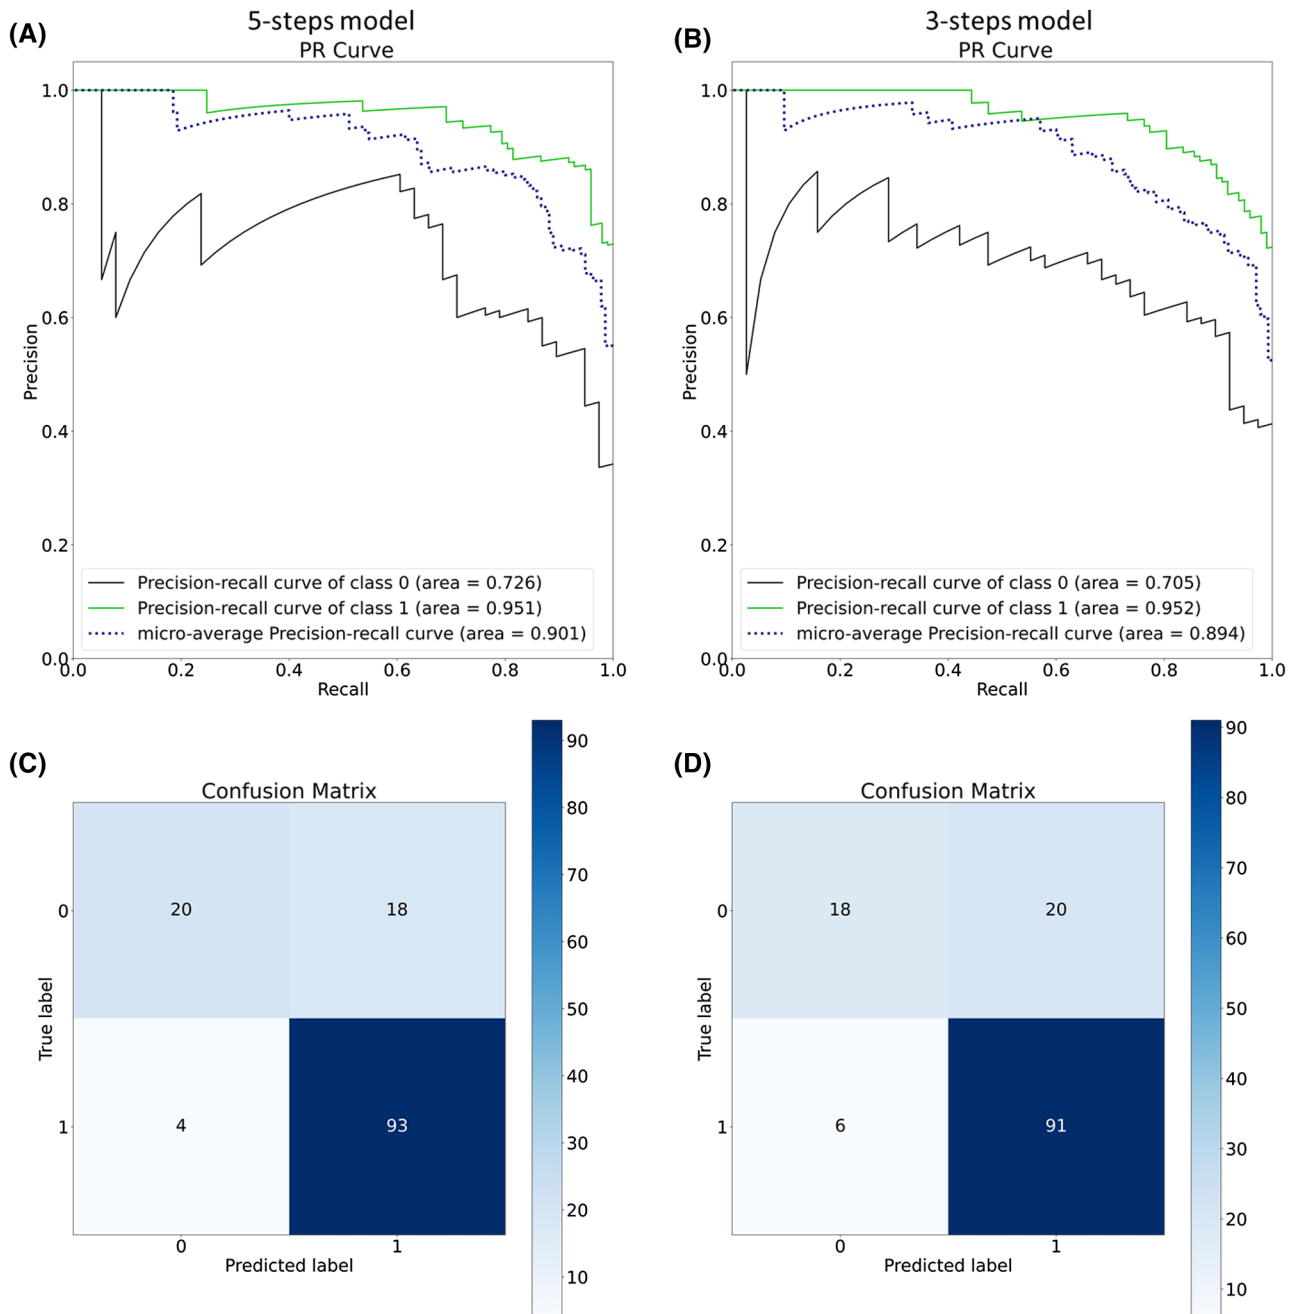 (A)
5-steps model
PR Curve
1.0
0.8
0.6
0.4
0.2
0.0
Precision
0.0
0.2
0.4
0.6
0.8
1.0
Recall
Precision-recall curve of class 0 (area = 0.726)
Precision-recall curve of class 1 (area = 0.951)
micro-average Precision-recall curve (area = 0.901)
(B)
3-steps model
PR Curve
1.0
0.8
0.6
0.4
0.2
0.0
Precision
0.0
0.2
0.4
0.6
0.8
1.0
Recall
Precision-recall curve of class 0 (area = 0.705)
Precision-recall curve of class 1 (area = 0.952)
micro-average Precision-recall curve (area = 0.894)
(C)
Confusion Matrix
0
1
True label
20
18
4
93
0
1
Predicted label
90
80
70
60
50
40
30
20
10
(D)
Confusion Matrix
0
1
True label
18
20
6
91
0
1
Predicted label
90
80
70
60
50
40
30
20
10